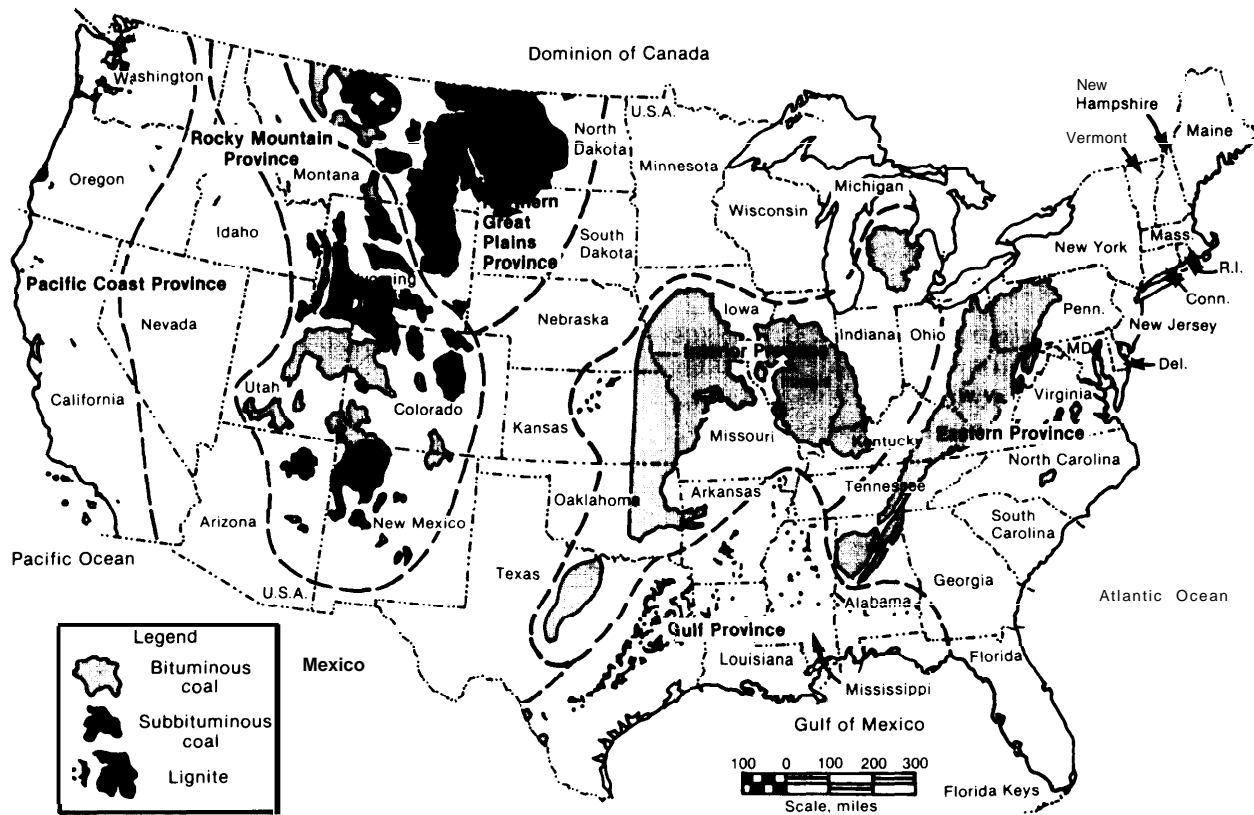 Dominion of Canada
Washington
U.S.A.
New
Hampshire
Vermont
Maine
Rocky Mountain
Province
North
Dakota
Minnesota
Montana
Oregon
Michigan
Wisconsin
Idaho
Great
Plains
Province
South
Dakota
New York
Mass.
R.I.
Conn.
Pacific Coast Province
Nevada
Nebraska
Iowa
Indiana
Ohio
Penn.
New Jersey
MD.
Del.
Interior Province
Utah
California
Colorado
Kansas
Missouri
W. Va.
Virginia
Kentucky
Eastern Province
North Carolina
Tennessee
Oaklahoma
Arkansas
Arizona
New Mexico
South
Carolina
Pacific Ocean
Texas
Georgia
U.S.A.
Alabama
Atlantic Ocean
Gulf Province
Louisiana
Florida
Mexico
Mississippi
Gulf of Mexico
Legend
Bituminous
coal
Subbituminous
coal
Lignite
100 0 100 200 300
Scale, miles
Florida Keys